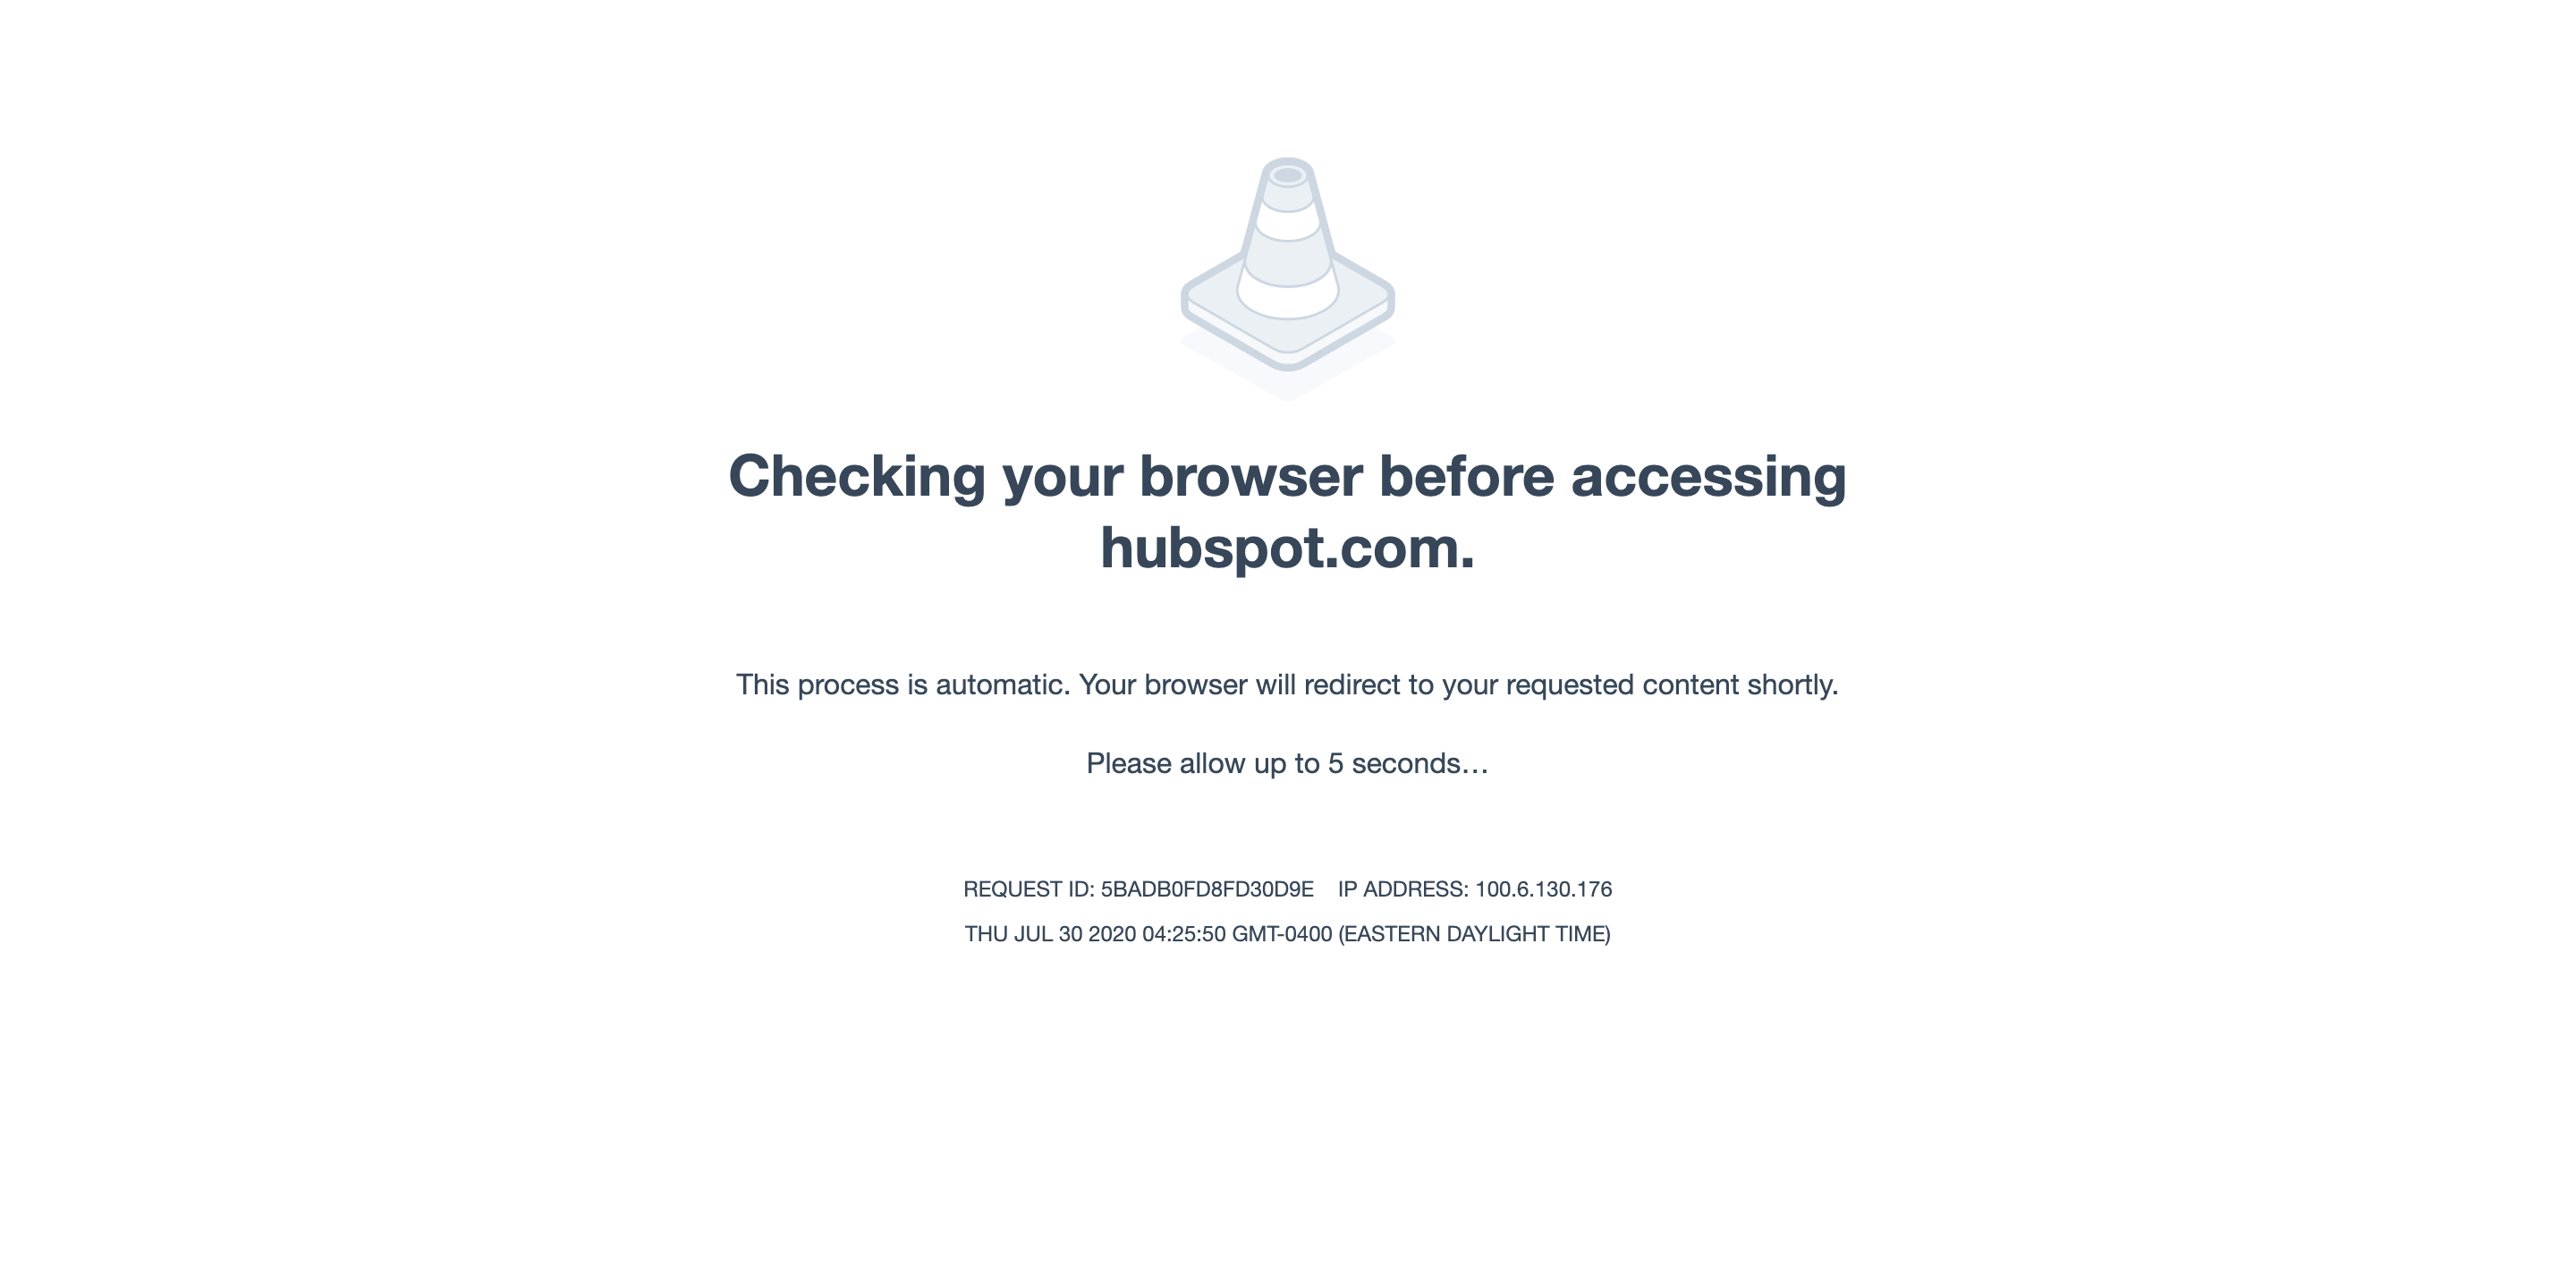 Checking your browser before accessing
hubspot.com.
This process is automatic. Your browser will redirect to your requested content shortly.
Please allow up to 5 seconds…
REQUEST ID: 5BADB0FD8FD30D9E IP ADDRESS: 100.6.130.176
THU JUL 30 2020 04:25:50 GMT-0400 (EASTERN DAYLIGHT TIME)